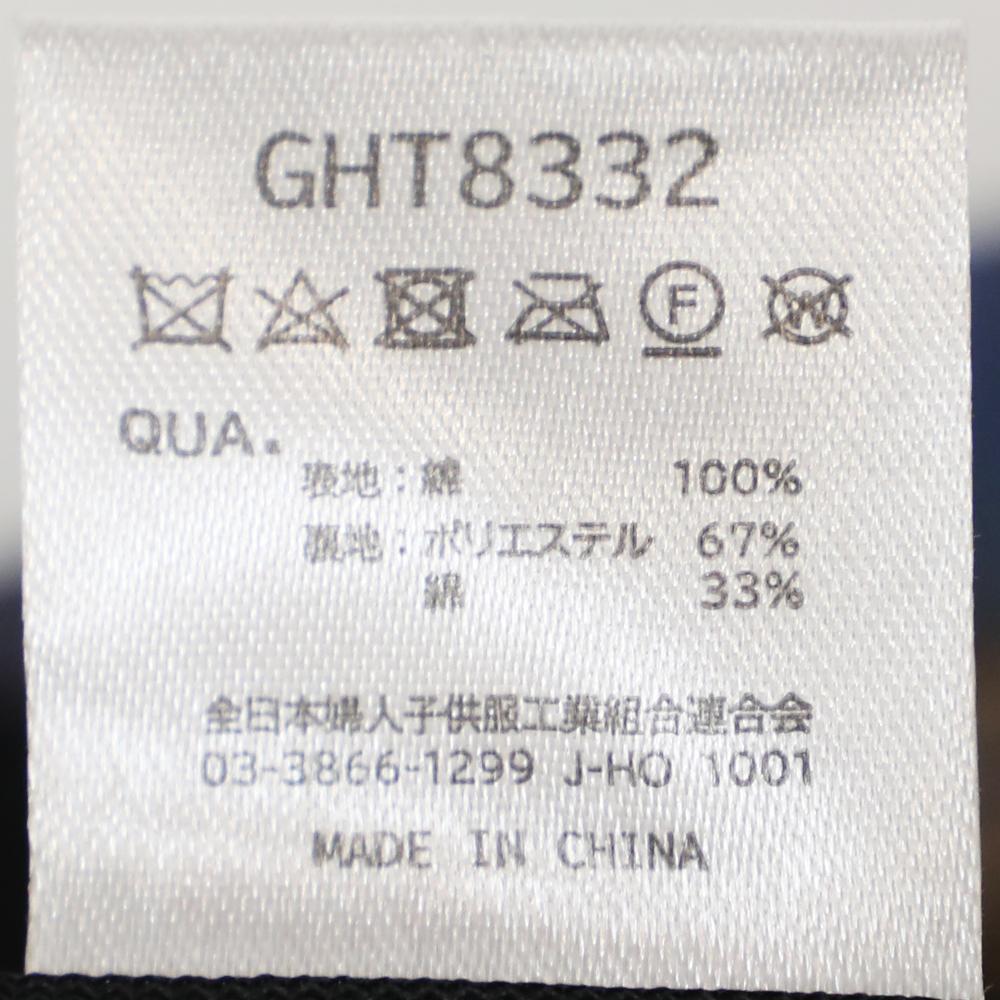 GHT8332
F
W
QUA.
表地：綿 100%
裏地：ポリエステル 67%
綿 33%
全日本婦人子供服工業組合連合会
03-3866-1299 J-HO 1001
MADE IN CHINA